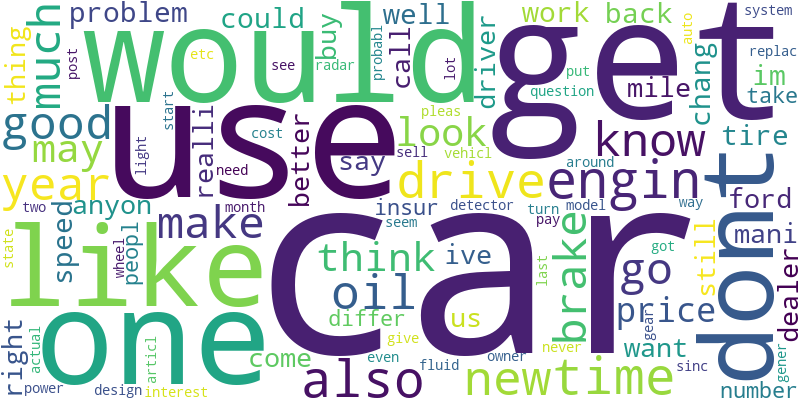 problem
could
well
work
back
system
much
would
get
thing
post
etc
see
radar
buy
probabl
call
lot
driver
put
auto
replac
chang
im
mile
take
question
good
use
start
cost
light
realli
need
better
pleas
look
say
sell
vehicl
know
around
tire
may
year
drive
engin
dont
ford
two
anyon
month
insur
detector
turn
model
way
mani
state
speed
peopl
wheel
make
seem
pay
like
car
think
ive
brake
go
got
still
dealer
last
oil
price
gear
one
differ
us
give
never
want
right
actual
articl
come
even
fluid
owner
sinc
gener
power
design
interest
also
new
time
number